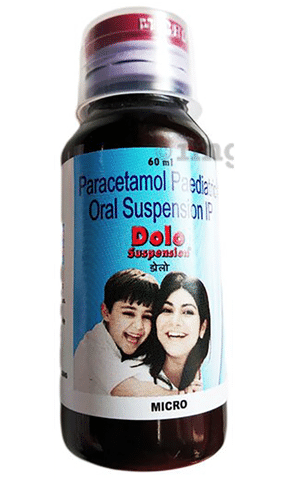 60 ml
Paracetamol Paediatric
Oral Suspension IP
Dolo
Suspension
डोलो
MICRO